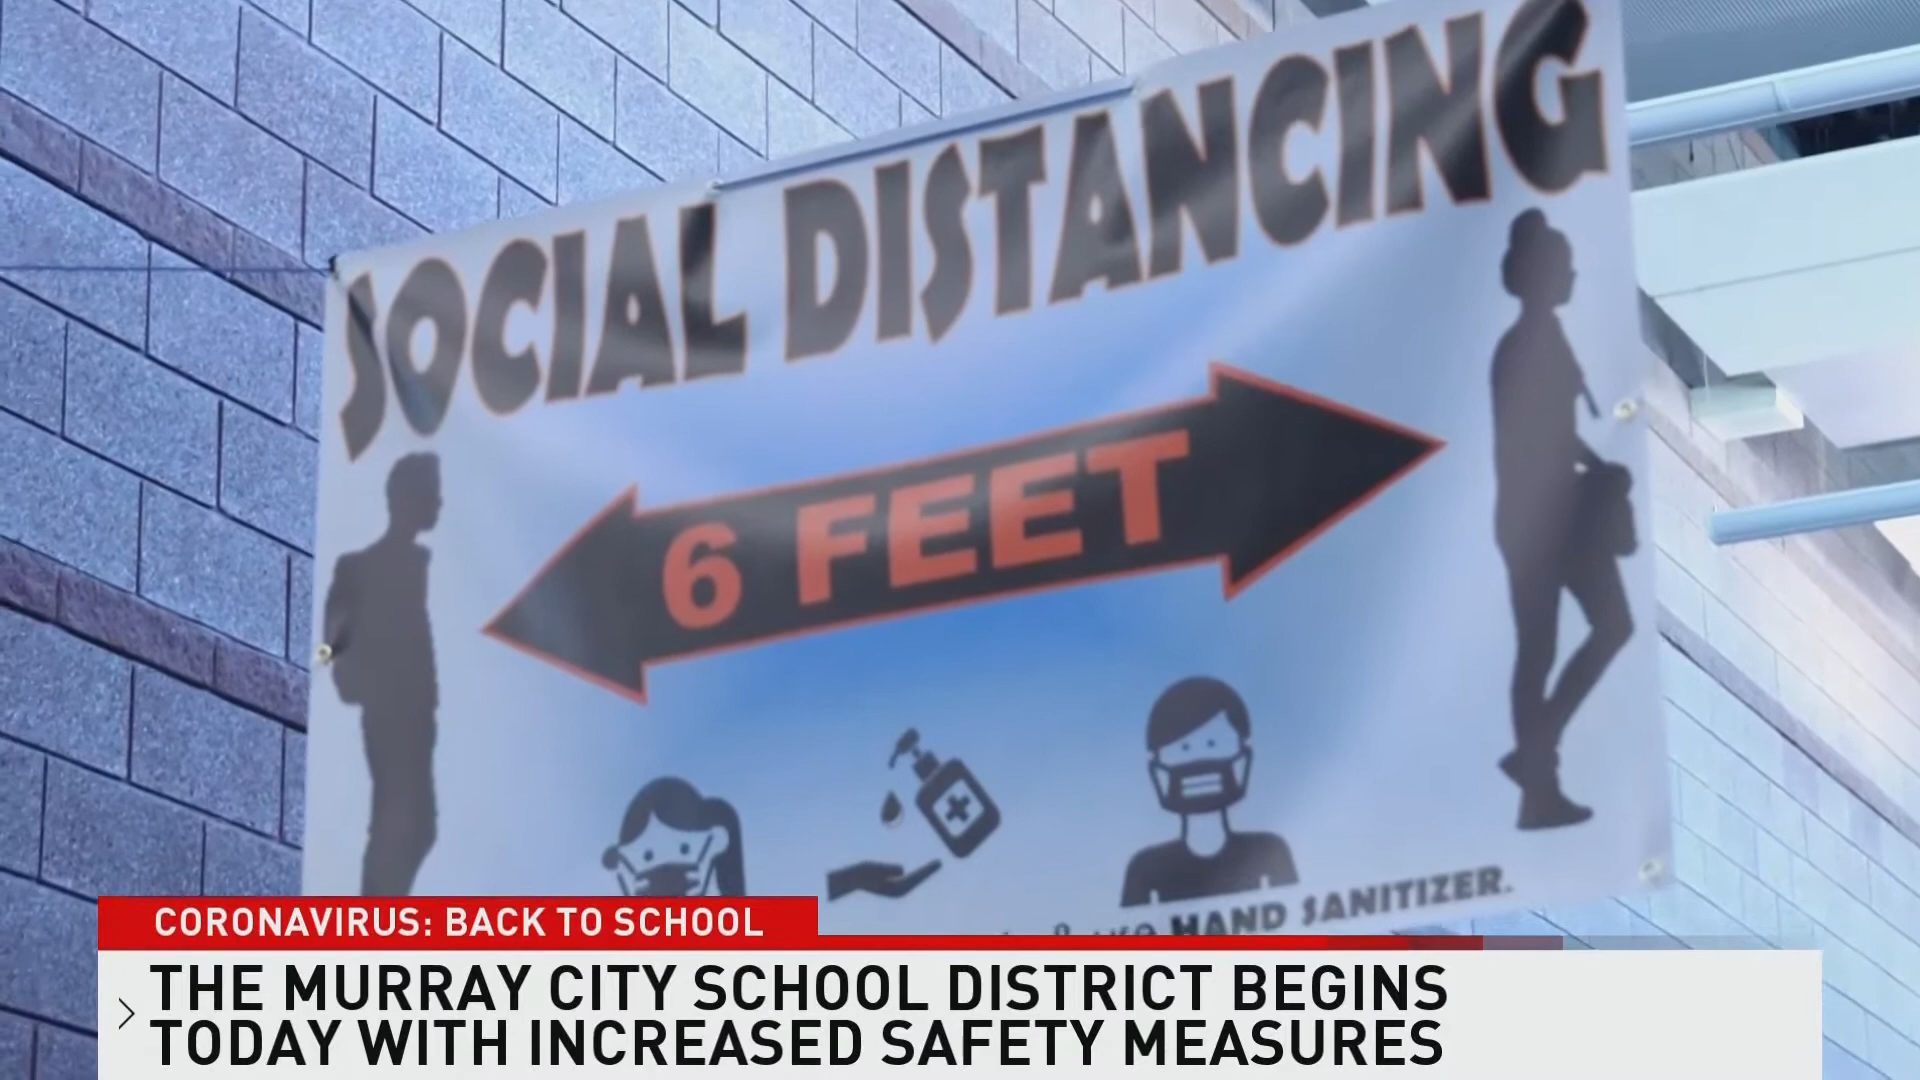 SOCIAL DISTANCING
6 FEET
& use HAND SANITIZER.
CORONAVIRUS: BACK TO SCHOOL
THE MURRAY CITY SCHOOL DISTRICT BEGINS
TODAY WITH INCREASED SAFETY MEASURES